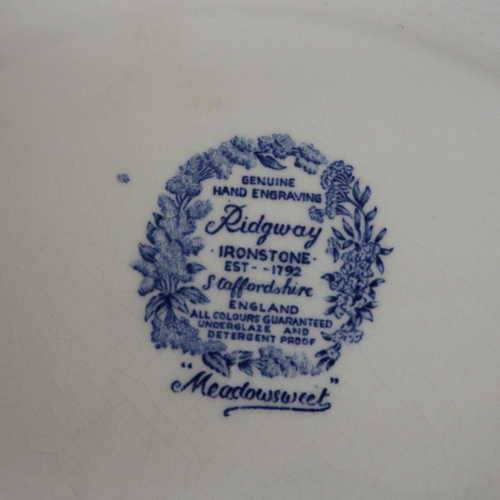 GENUINE
HAND ENGRAVING
Ridgway
· IRONSTONE ·
EST - - 1792
Staffordshire
ENGLAND
ALL COLOURS GUARANTEED
UNDERGLAZE AND
DETERGENT PROOF
"Meadowsweet"